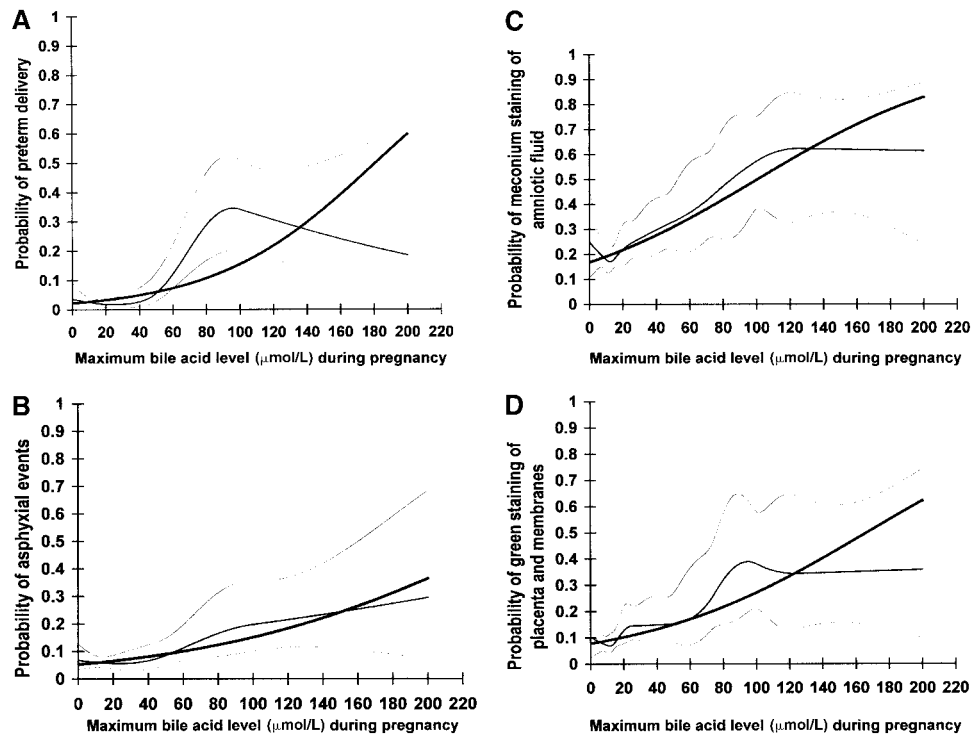 A
Probability of preterm delivery
1
0.9
0.8
0.7
0.6
0.5
0.4
0.3
0.2
0.1
0
0 20 40 60 80 100 120 140 160 180 200 220
Maximum bile acid level (μmol/L) during pregnancy
B
Probability of asphyxial events
1
0.9
0.8
0.7
0.6
0.5
0.4
0.3
0.2
0.1
0
0 20 40 60 80 100 120 140 160 180 200 220
Maximum bile acid level (μmol/L) during pregnancy
C
Probability of meconium staining of
amniotic fluid
1
0.9
0.8
0.7
0.6
0.5
0.4
0.3
0.2
0.1
0
0 20 40 60 80 100 120 140 160 180 200 220
Maximum bile acid level (μmol/L) during pregnancy
D
Probability of green staining of
placenta and membranes
1
0.9
0.8
0.7
0.6
0.5
0.4
0.3
0.2
0.1
0
0 20 40 60 80 100 120 140 160 180 200 220
Maximum bile acid level (μmol/L) during pregnancy